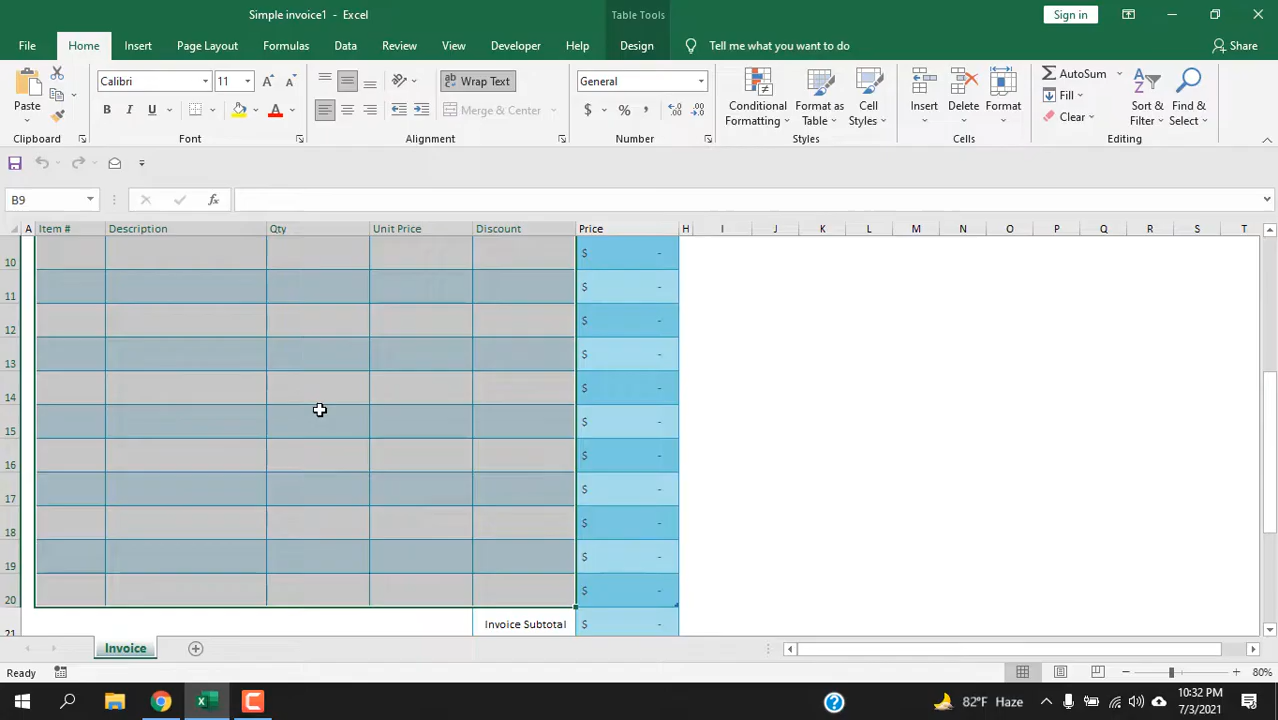 Simple invoice1 - Excel
Table Tools
Sign in
File
Home
Insert
Page Layout
Formulas
Data
Review
View
Developer
Help
Design
Tell me what you want to do
Share
Paste
Calibri
11
B I U
A
Wrap Text
Merge & Center
General
$ % ,
Conditional Formatting
Format as Table
Cell Styles
Insert
Delete
Format
AutoSum
Fill
Clear
Sort & Filter
Find & Select
Clipboard
Font
Alignment
Number
Styles
Cells
Editing
B9
fx
A Item # Description Qty Unit Price Discount Price H I J K L M N O P Q R S T
10 $ -
11 $ -
12 $ -
13 $ -
14 $ -
15 $ -
16 $ -
17 $ -
18 $ -
19 $ -
20 $ -
21 Invoice Subtotal $ -
Invoice
Ready
80%
82°F Haze
10:32 PM
7/3/2021